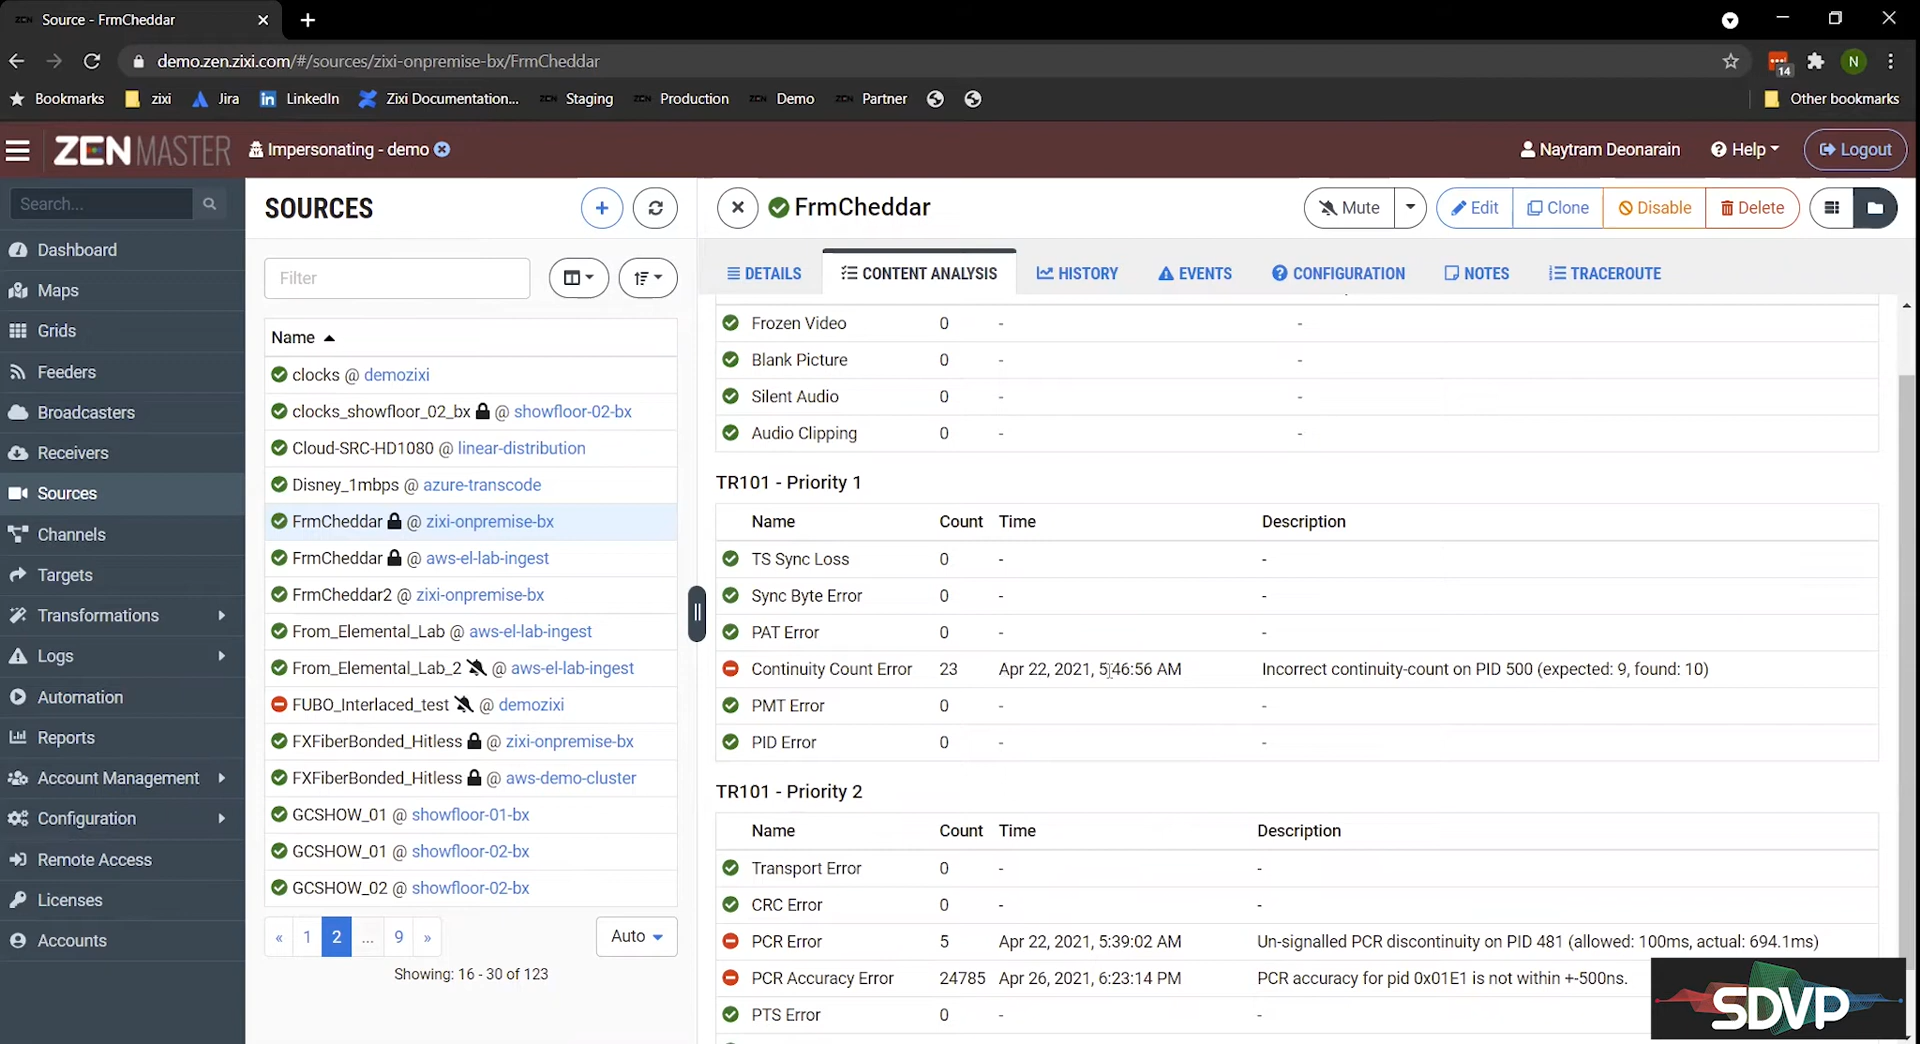 Source - FrmCheddar
demo.zen.zixi.com/#/sources/zixi-onpremise-bx/FrmCheddar
14
N
Bookmarks zixi Jira LinkedIn Zixi Documentation... Staging Production Demo Partner Other bookmarks
ZEN MASTER Impersonating - demo Naytram Deonarain Help Logout
Search...
Dashboard
Maps
Grids
Feeders
Broadcasters
Receivers
Sources
Channels
Targets
Transformations
Logs
Automation
Reports
Account Management
Configuration
Remote Access
Licenses
Accounts
SOURCES
Filter
Name
clocks @ demozixi
clocks_showfloor_02_bx @ showfloor-02-bx
Cloud-SRC-HD1080 @ linear-distribution
Disney_1mbps @ azure-transcode
FrmCheddar @ zixi-onpremise-bx
FrmCheddar @ aws-el-lab-ingest
FrmCheddar2 @ zixi-onpremise-bx
From_Elemental_Lab @ aws-el-lab-ingest
From_Elemental_Lab_2 @ aws-el-lab-ingest
FUBO_Interlaced_test @ demozixi
FXFiberBonded_Hitless @ zixi-onpremise-bx
FXFiberBonded_Hitless @ aws-demo-cluster
GCSHOW_01 @ showfloor-01-bx
GCSHOW_01 @ showfloor-02-bx
GCSHOW_02 @ showfloor-02-bx
« 1 2 ... 9 » Auto
Showing: 16 - 30 of 123
FrmCheddar Mute Edit Clone Disable Delete
DETAILS CONTENT ANALYSIS HISTORY EVENTS CONFIGURATION NOTES TRACEROUTE
Frozen Video 0 - -
Blank Picture 0 - -
Silent Audio 0 - -
Audio Clipping 0 - -
TR101 - Priority 1
Name Count Time Description
TS Sync Loss 0 - -
Sync Byte Error 0 - -
PAT Error 0 - -
Continuity Count Error 23 Apr 22, 2021, 5:46:56 AM Incorrect continuity-count on PID 500 (expected: 9, found: 10)
PMT Error 0 - -
PID Error 0 - -
TR101 - Priority 2
Name Count Time Description
Transport Error 0 - -
CRC Error 0 - -
PCR Error 5 Apr 22, 2021, 5:39:02 AM Un-signalled PCR discontinuity on PID 481 (allowed: 100ms, actual: 694.1ms)
PCR Accuracy Error 24785 Apr 26, 2021, 6:23:14 PM PCR accuracy for pid 0x01E1 is not within +-500ns.
PTS Error 0 -
SDVP